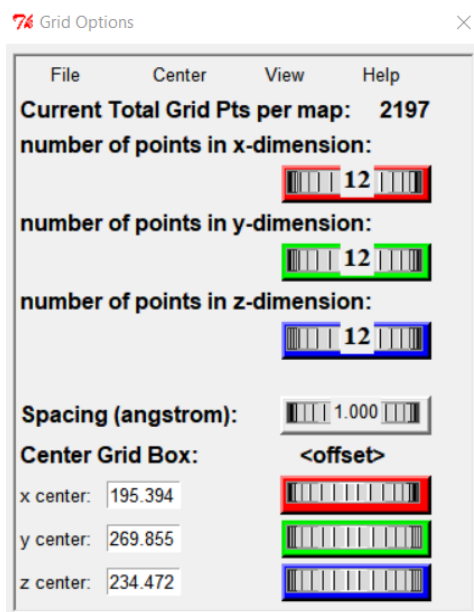 Grid Options
File Center View Help
Current Total Grid Pts per map: 2197
number of points in x-dimension:
12
number of points in y-dimension:
12
number of points in z-dimension:
12
Spacing (angstrom): 1.000
Center Grid Box: <offset>
x center: 195.394
y center: 269.855
z center: 234.472